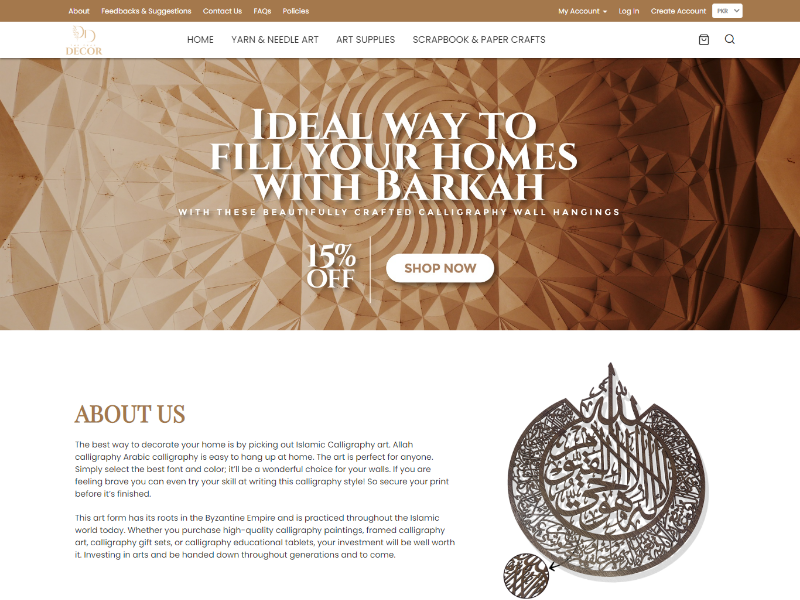 About Feedbacks & Suggestions Contact Us FAQs Policies My Account Log In Create Account PKR
DECOR
HOME YARN & NEEDLE ART ART SUPPLIES SCRAPBOOK & PAPER CRAFTS
IDEAL WAY TO
FILL YOUR HOMES
WITH BARKAH
WITH THESE BEAUTIFULLY CRAFTED CALLIGRAPHY WALL HANGINGS
15%
OFF
SHOP NOW
ABOUT US
The best way to decorate your home is by picking out Islamic Calligraphy art. Allah
calligraphy Arabic calligraphy is easy to hang up at home. The art is perfect for anyone.
Simply select the best font and color; it'll be a wonderful choice for your walls. If you are
feeling brave you can even try your skill at writing this calligraphy style! So secure your print
before it's finished.
This art form has its roots in the Byzantine Empire and is practiced throughout the Islamic
world today. Whether you purchase high-quality calligraphy paintings, framed calligraphy
art, calligraphy gift sets, or calligraphy educational tablets, your investment will be well worth
it. Investing in arts and be handed down throughout generations and to come.